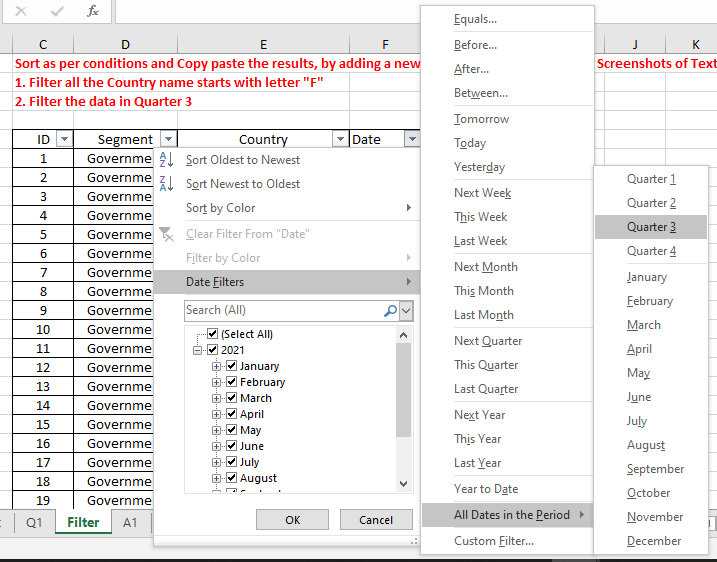 fx
C D E F J K
Sort as per conditions and Copy paste the results, by adding a new Screenshots of Text
1. Filter all the Country name starts with letter "F"
2. Filter the data in Quarter 3
ID Segment Country Date
1 Governme
2 Governme
3 Governme
4 Governme
5 Governme
6 Governme
7 Governme
8 Governme
9 Governme
10 Governme
11 Governme
12 Governme
13 Governme
14 Governme
15 Governme
16 Governme
17 Governme
18 Governme
19 Governme
Sort Oldest to Newest
Sort Newest to Oldest
Sort by Color
Clear Filter From "Date"
Filter by Color
Date Filters
Search (All)
(Select All)
2021
January
February
March
April
May
June
July
August
OK Cancel
Equals...
Before...
After...
Between...
Tomorrow
Today
Yesterday
Next Week
This Week
Last Week
Next Month
This Month
Last Month
Next Quarter
This Quarter
Last Quarter
Next Year
This Year
Last Year
Year to Date
All Dates in the Period
Custom Filter...
Quarter 1
Quarter 2
Quarter 3
Quarter 4
January
February
March
April
May
June
July
August
September
October
November
December
Q1 Filter A1